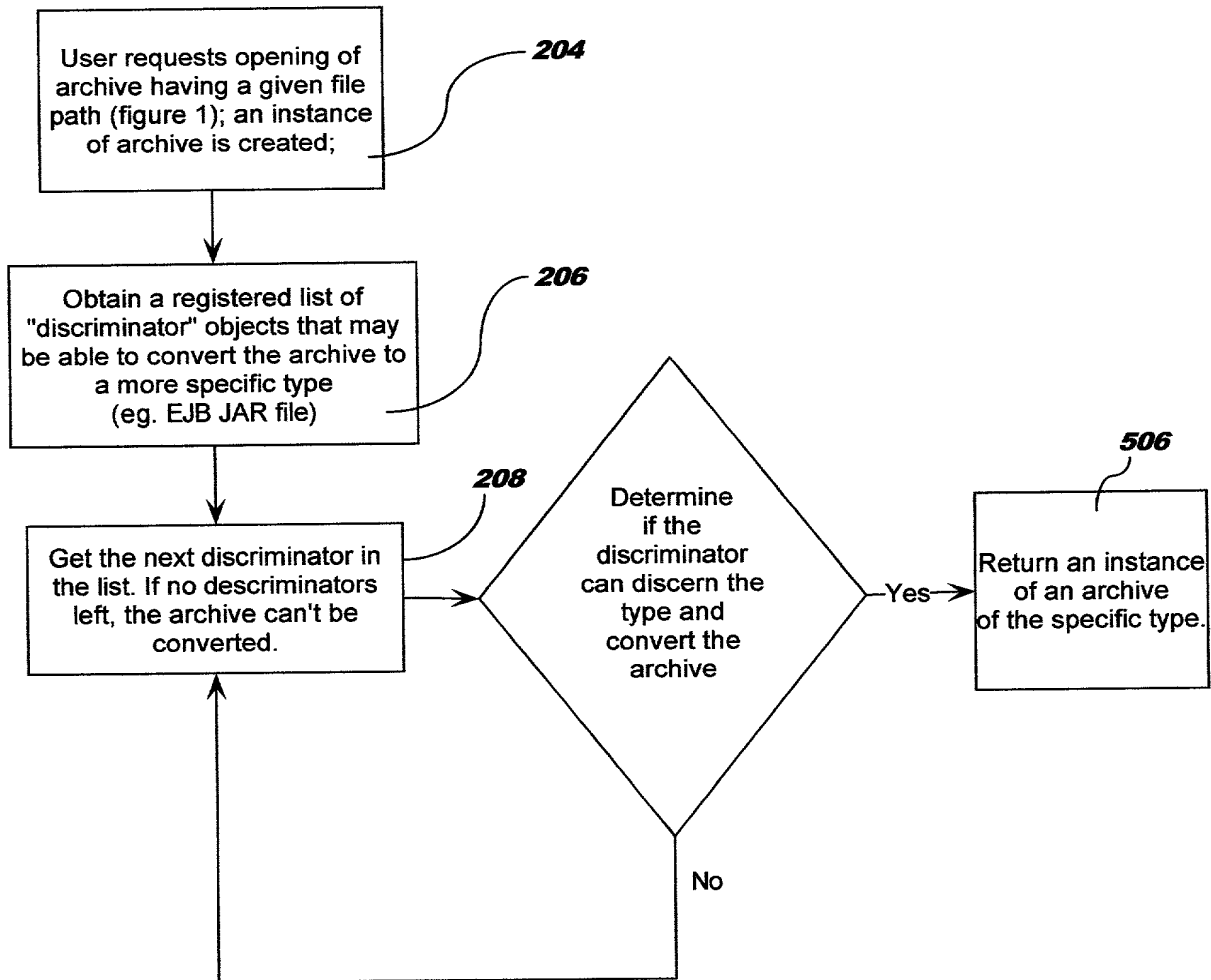 User requests opening of
archive having a given file
path (figure 1); an instance
of archive is created;
204
Obtain a registered list of
"discriminator" objects that may
be able to convert the archive to
a more specific type
(eg. EJB JAR file)
206
Get the next discriminator in
the list. If no descriminators
left, the archive can't be
converted.
208
Determine
if the
discriminator
can discern the
type and
convert the
archive
Yes
No
506
Return an instance
of an archive
of the specific type.